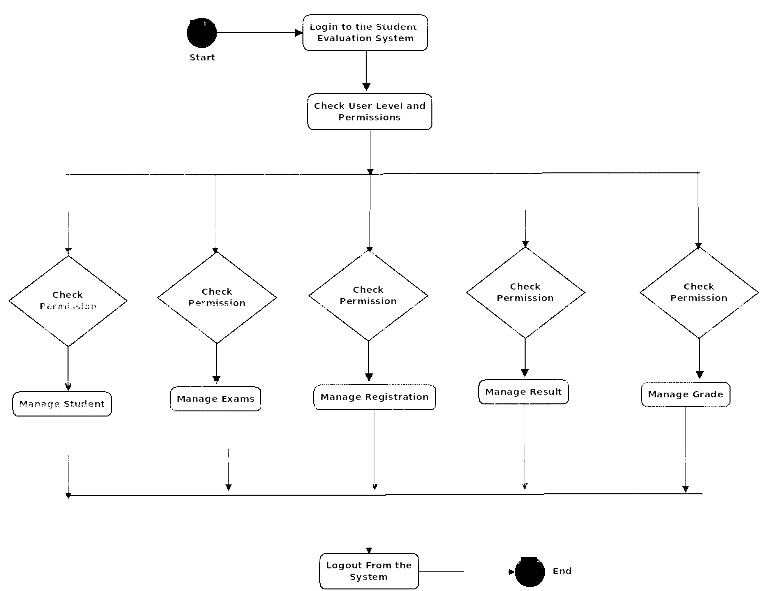 Login to the Student
Evaluation System
Start
Check User Level and
Permissions
Check
Permission
Check
Permission
Check
Permission
Check
Permission
Check
Permission
Manage Student
Manage Exams
Manage Registration
Manage Result
Manage Grade
Logout From the
System
End